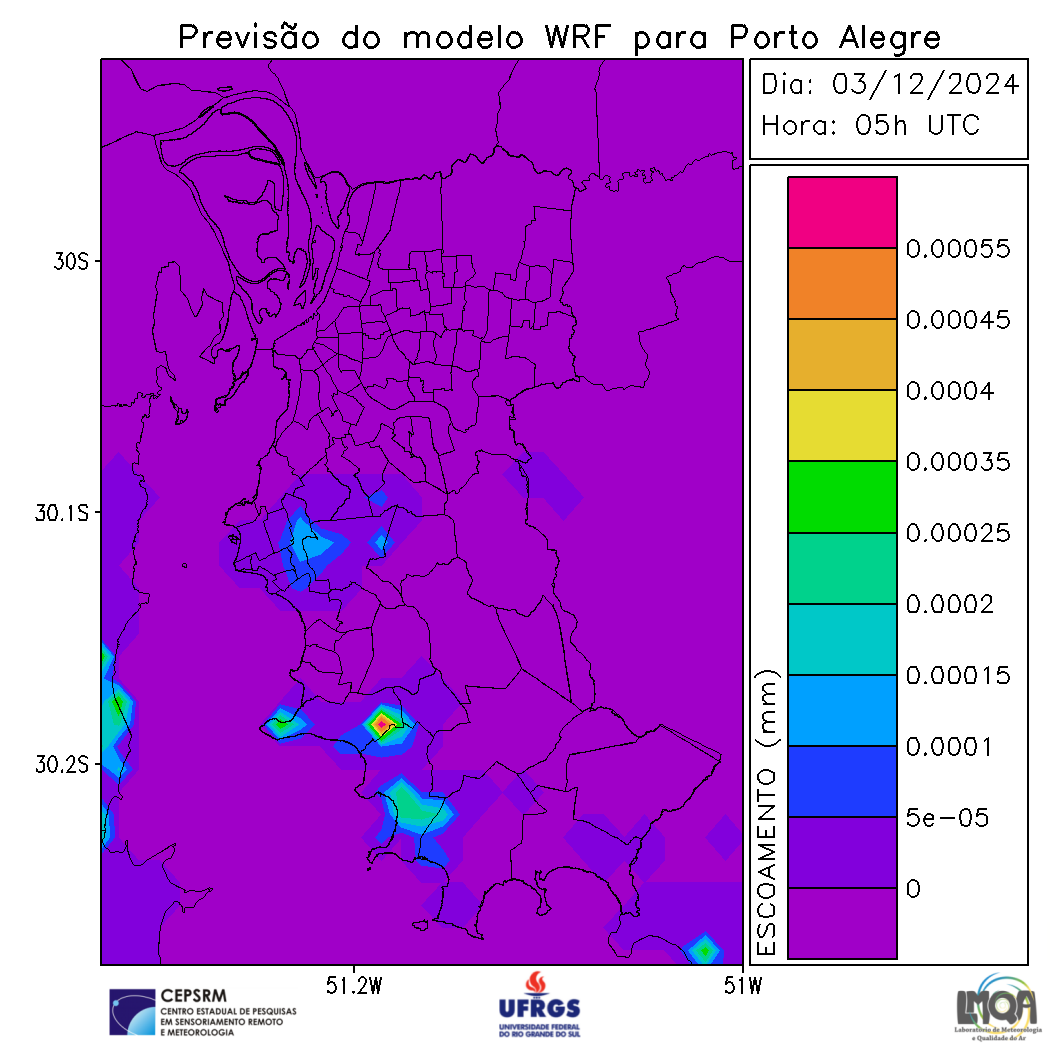 Previsão do modelo WRF para Porto Alegre
Dia: 03/12/2024
Hora: 05h UTC
30S
30.1S
30.2S
51.2W
51W
ESCOAMENTO (mm)
0.00055
0.00045
0.0004
0.00035
0.00025
0.0002
0.00015
0.0001
5e-05
0
CEPSRM
CENTRO ESTADUAL DE PESQUISAS
EM SENSORIAMENTO REMOTO
E METEOROLOGIA
UFRGS
UNIVERSIDADE FEDERAL
DO RIO GRANDE DO SUL
LMQA
Laboratório de Meteorologia
e Qualidade do Ar